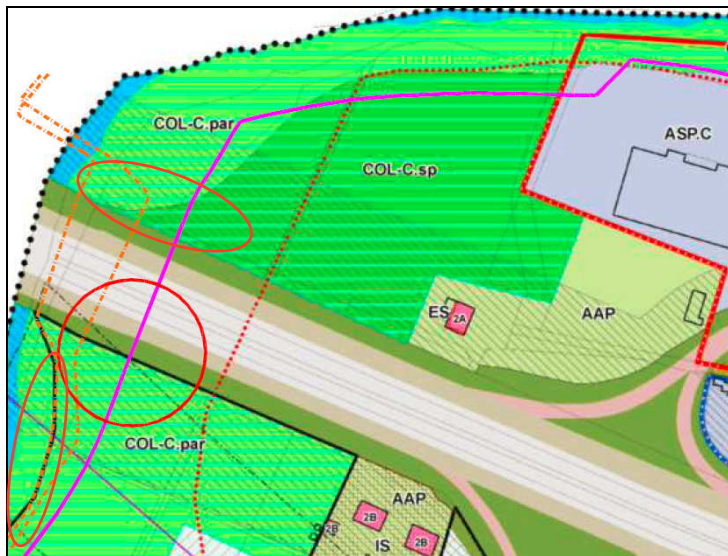 COL-C.par
ASP.C
COL-C.sp
ES
2A
AAP
COL-C.par
AAP
2B
2B
2B
IS